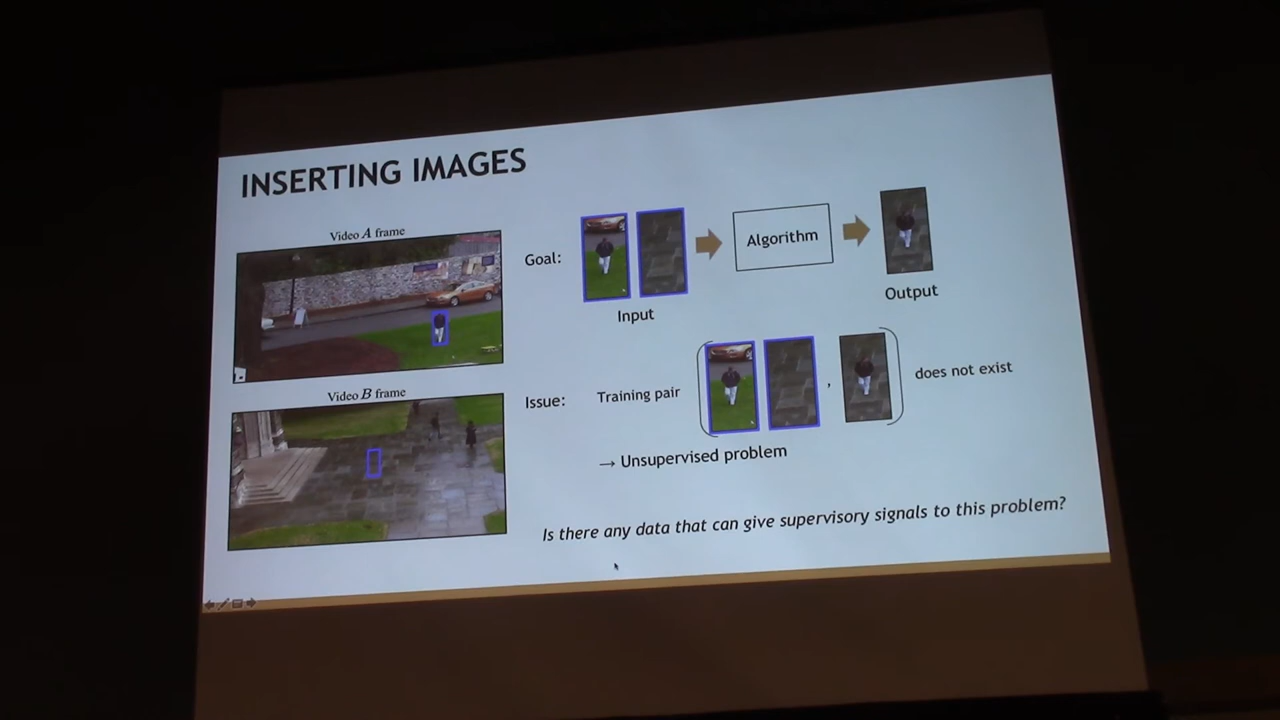 INSERTING IMAGES
Video A frame
Video B frame
Goal:
Input
Algorithm
Output
Issue:
Training pair
,
does not exist
→ Unsupervised problem
Is there any data that can give supervisory signals to this problem?